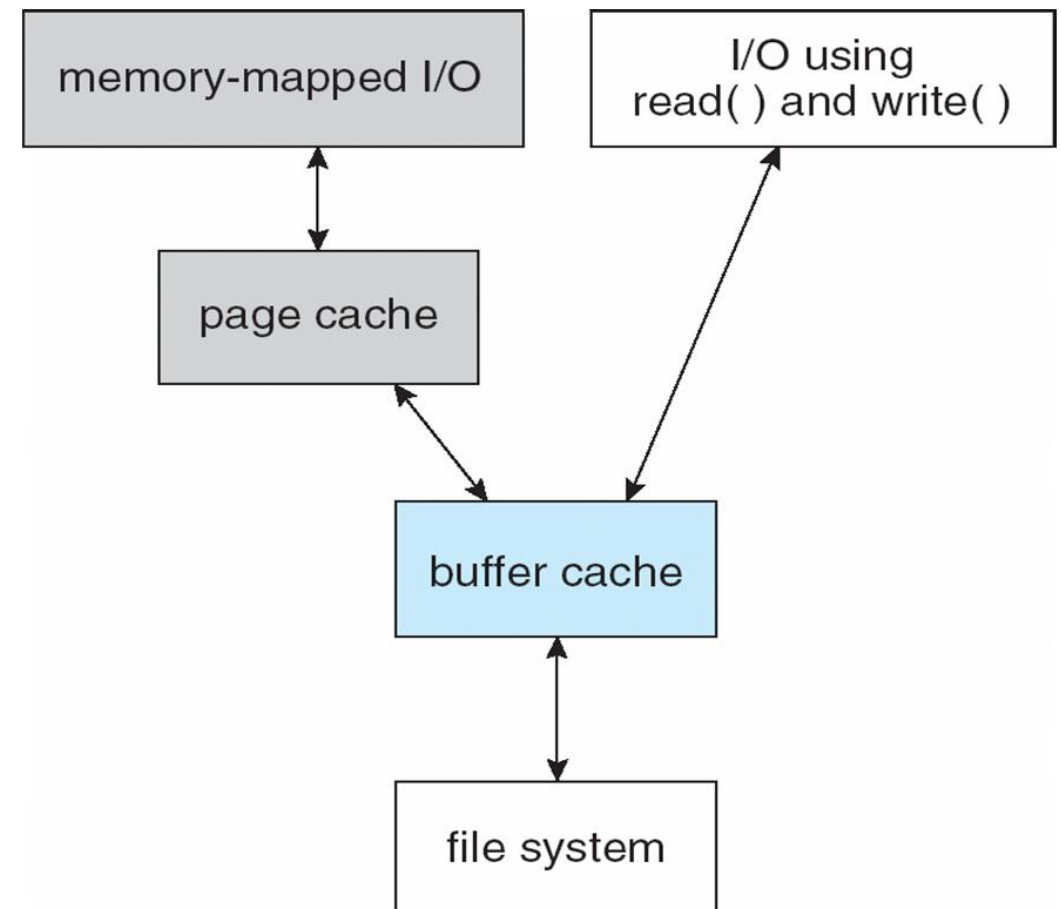 memory-mapped I/O
I/O using
read( ) and write( )
page cache
buffer cache
file system